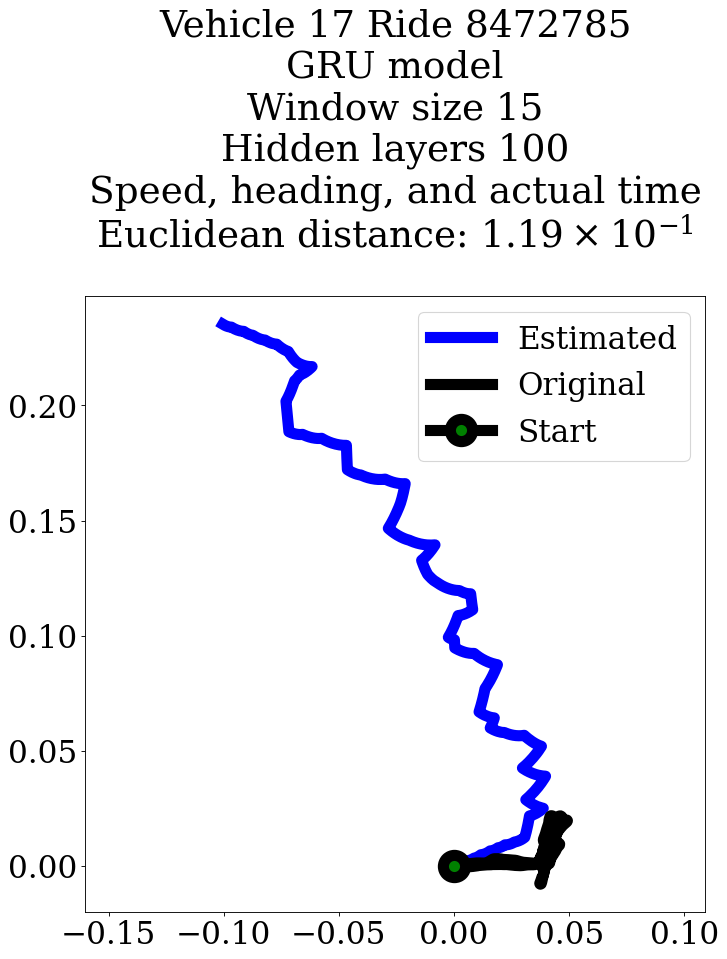 Vehicle 17 Ride 8472785
GRU model
Window size 15
Hidden layers 100
Speed, heading, and actual time
Euclidean distance: 1.19 × 10⁻¹
Estimated
Original
Start
0.20
0.15
0.10
0.05
0.00
−0.15 −0.10 −0.05 0.00 0.05 0.10